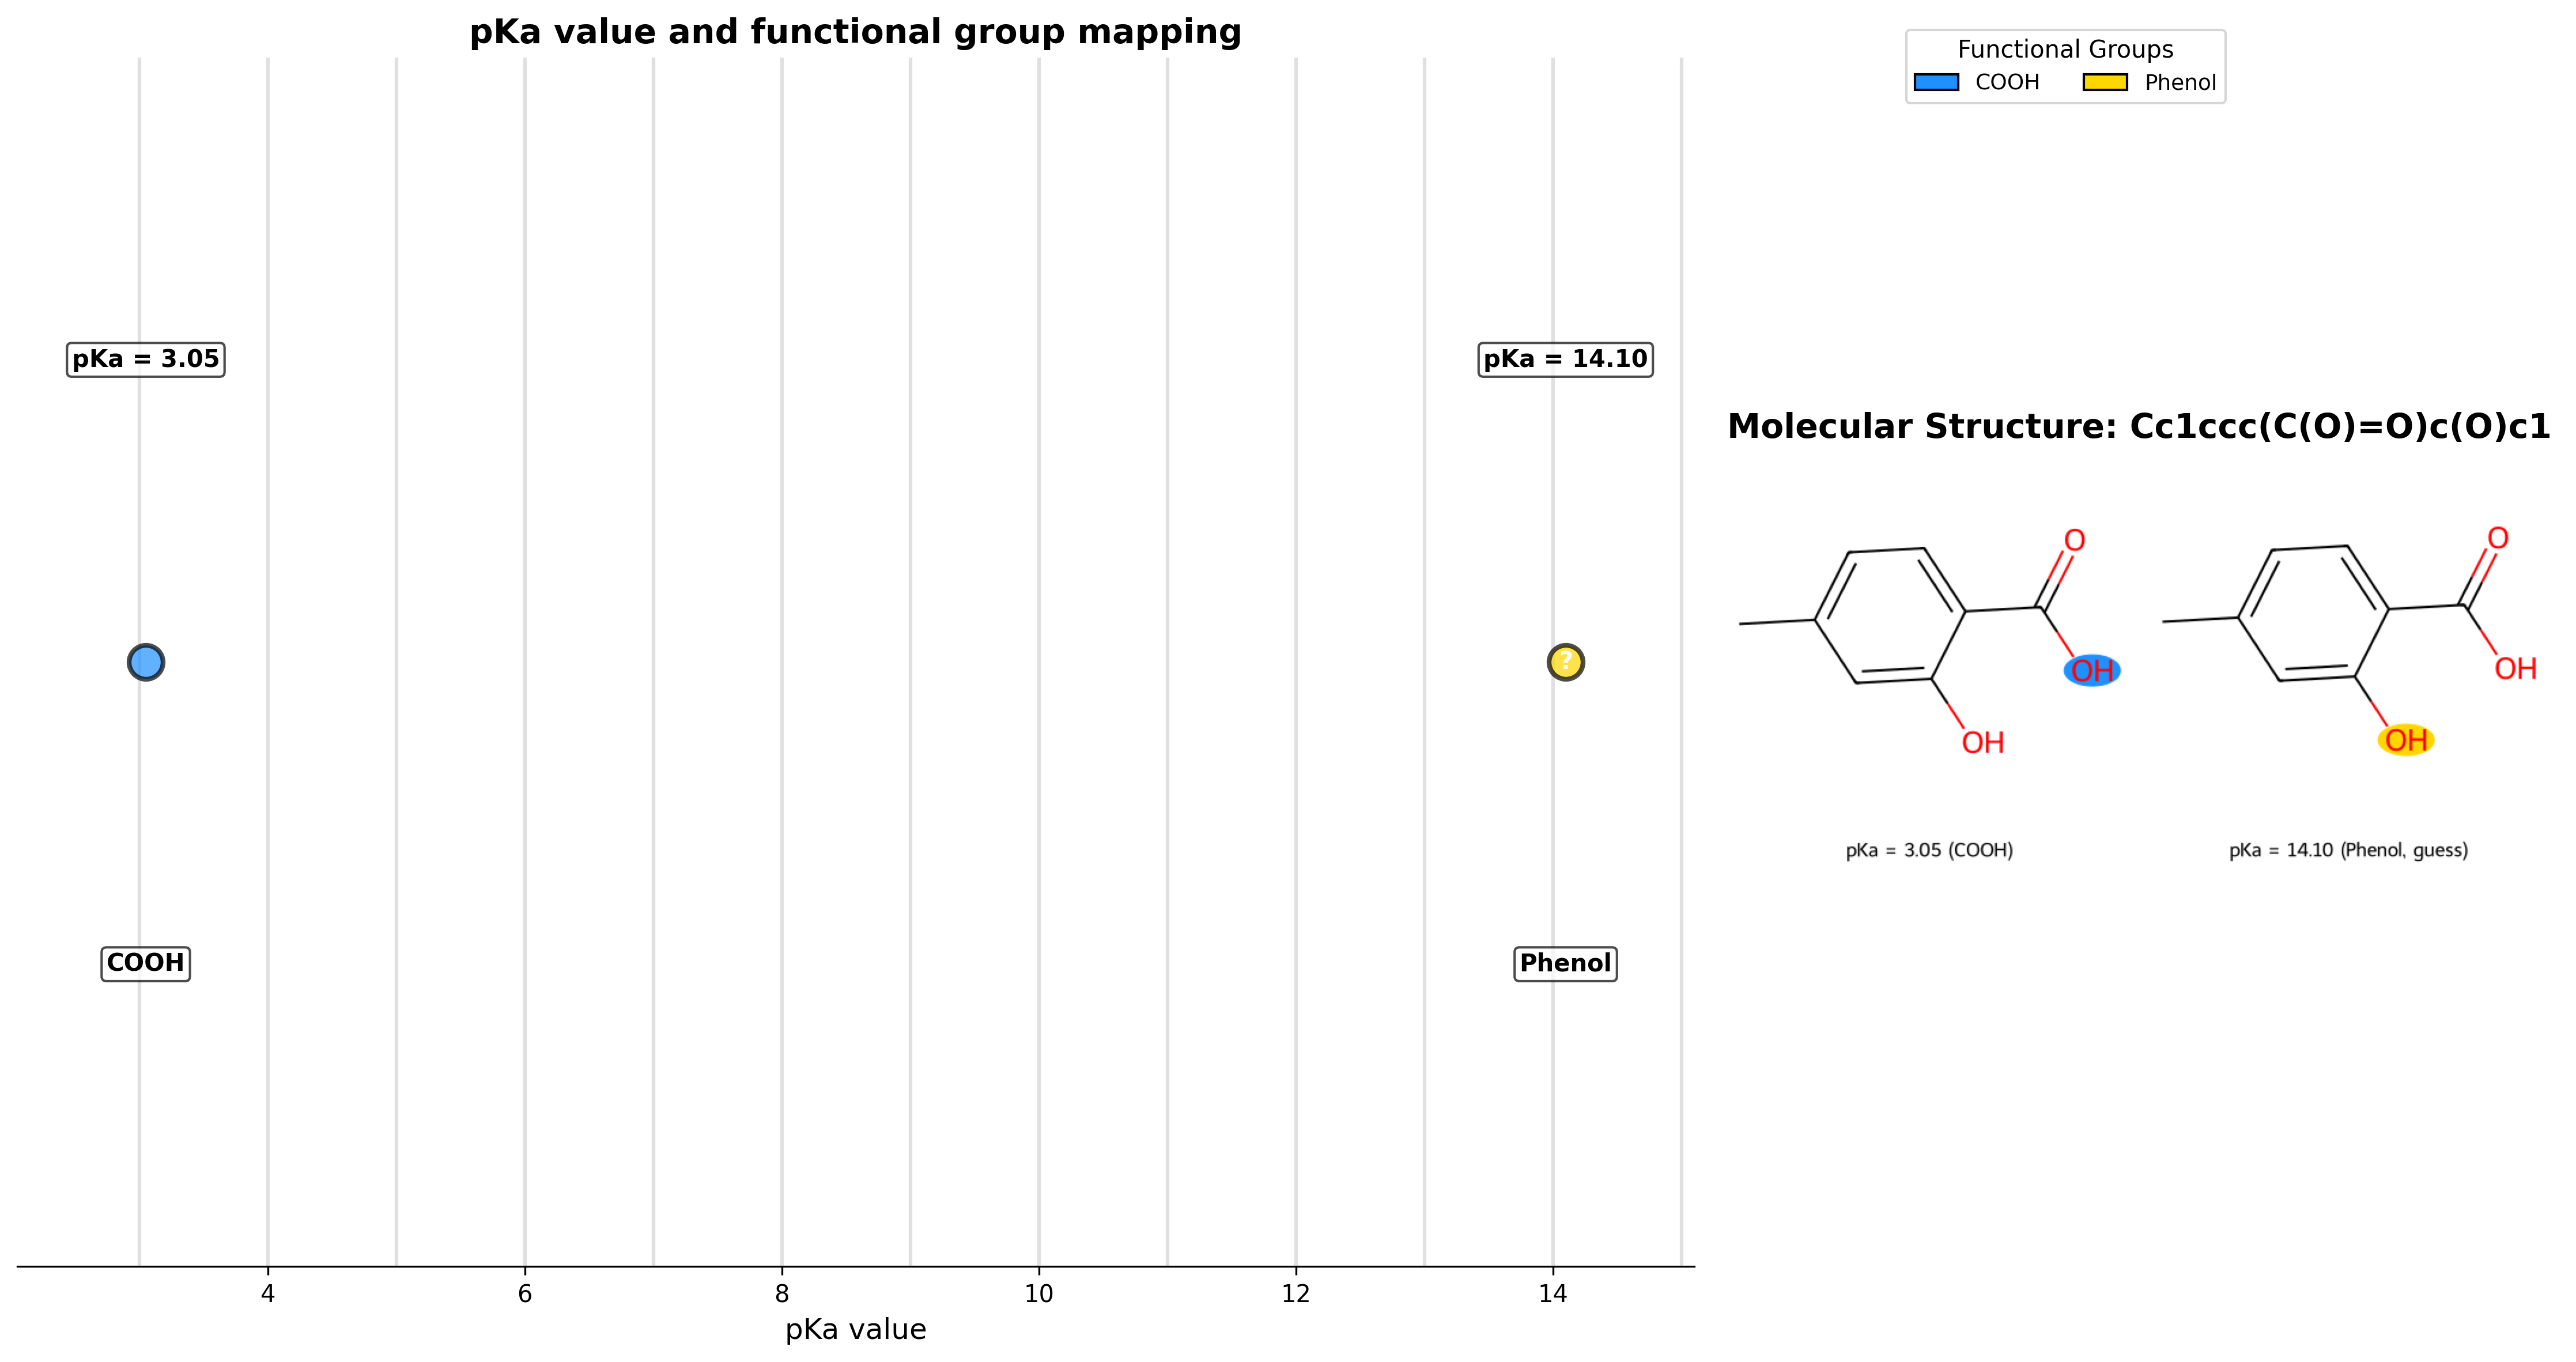 pKa value and functional group mapping
Functional Groups
COOH
Phenol
pKa = 3.05
pKa = 14.10
?
COOH
Phenol
4
6
8
10
12
14
pKa value
Molecular Structure: Cc1ccc(C(O)=O)c(O)c1
O
OH
OH
pKa = 3.05 (COOH)
O
OH
OH
pKa = 14.10 (Phenol, guess)